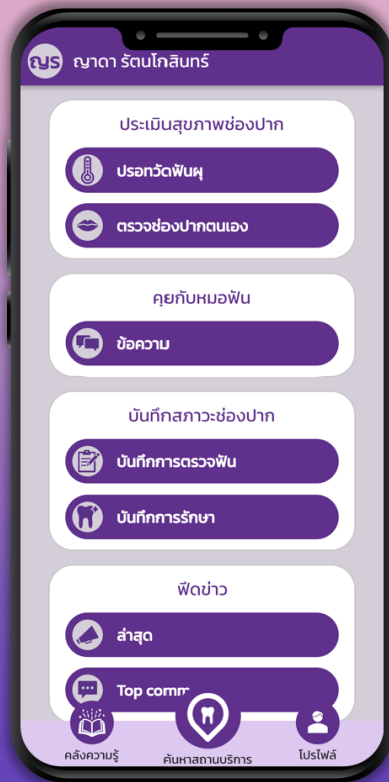 ญร ญาดา รัตนโกสินทร์
ประเมินสุขภาพช่องปาก
ปรอทวัดฟันผุ
ตรวจช่องปากตนเอง
คุยกับหมอฟัน
ข้อความ
บันทึกสภาวะช่องปาก
บันทึกการตรวจฟัน
บันทึกการรักษา
ฟีดข่าว
ล่าสุด
Top comm
คลังความรู้ ค้นหาสถานบริการ โปรไฟล์